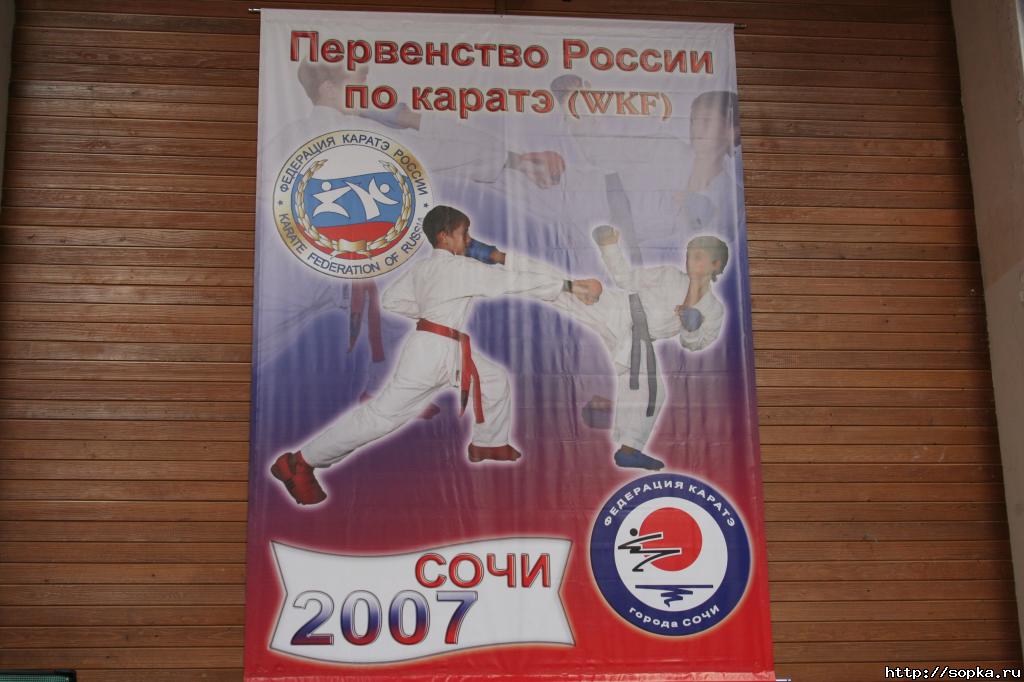 Первенство России
по каратэ (WKF)
ФЕДЕРАЦИЯ КАРАТЭ РОССИИ
KARATE FEDERATION OF RUSSIA
ФЕДЕРАЦИЯ КАРАТЭ
города СОЧИ
СОЧИ
2007
http://sopka.ru